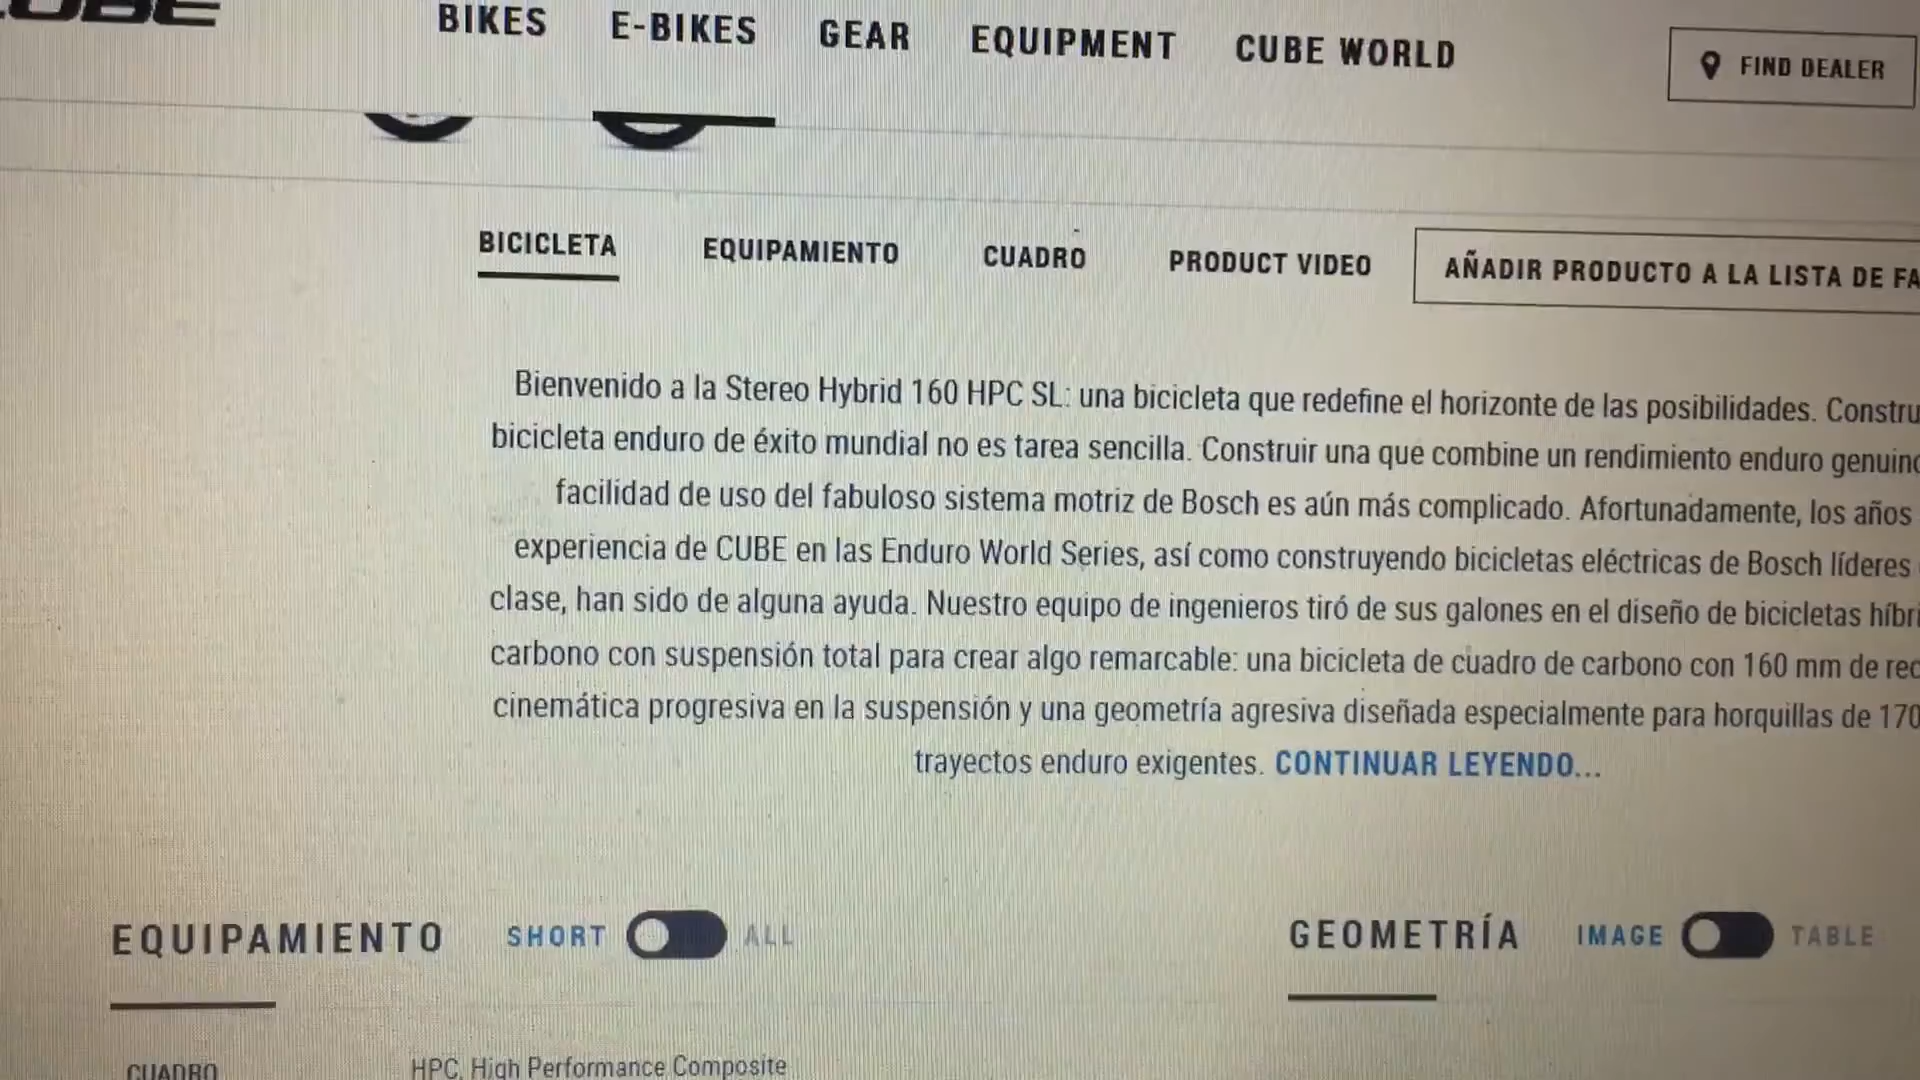 BIKES E-BIKES GEAR EQUIPMENT CUBE WORLD FIND DEALER
BICICLETA EQUIPAMIENTO CUADRO PRODUCT VIDEO AÑADIR PRODUCTO A LA LISTA DE FA
Bienvenido a la Stereo Hybrid 160 HPC SL: una bicicleta que redefine el horizonte de las posibilidades. Constru
bicicleta enduro de éxito mundial no es tarea sencilla. Construir una que combine un rendimiento enduro genuino
facilidad de uso del fabuloso sistema motriz de Bosch es aún más complicado. Afortunadamente, los años
experiencia de CUBE en las Enduro World Series, así como construyendo bicicletas eléctricas de Bosch líderes
clase, han sido de alguna ayuda. Nuestro equipo de ingenieros tiró de sus galones en el diseño de bicicletas híbri
carbono con suspensión total para crear algo remarcable: una bicicleta de cuadro de carbono con 160 mm de rec
cinemática progresiva en la suspensión y una geometría agresiva diseñada especialmente para horquillas de 170
trayectos enduro exigentes. CONTINUAR LEYENDO...
EQUIPAMIENTO SHORT ALL GEOMETRÍA IMAGE TABLE
CUADRO HPC, High Performance Composite